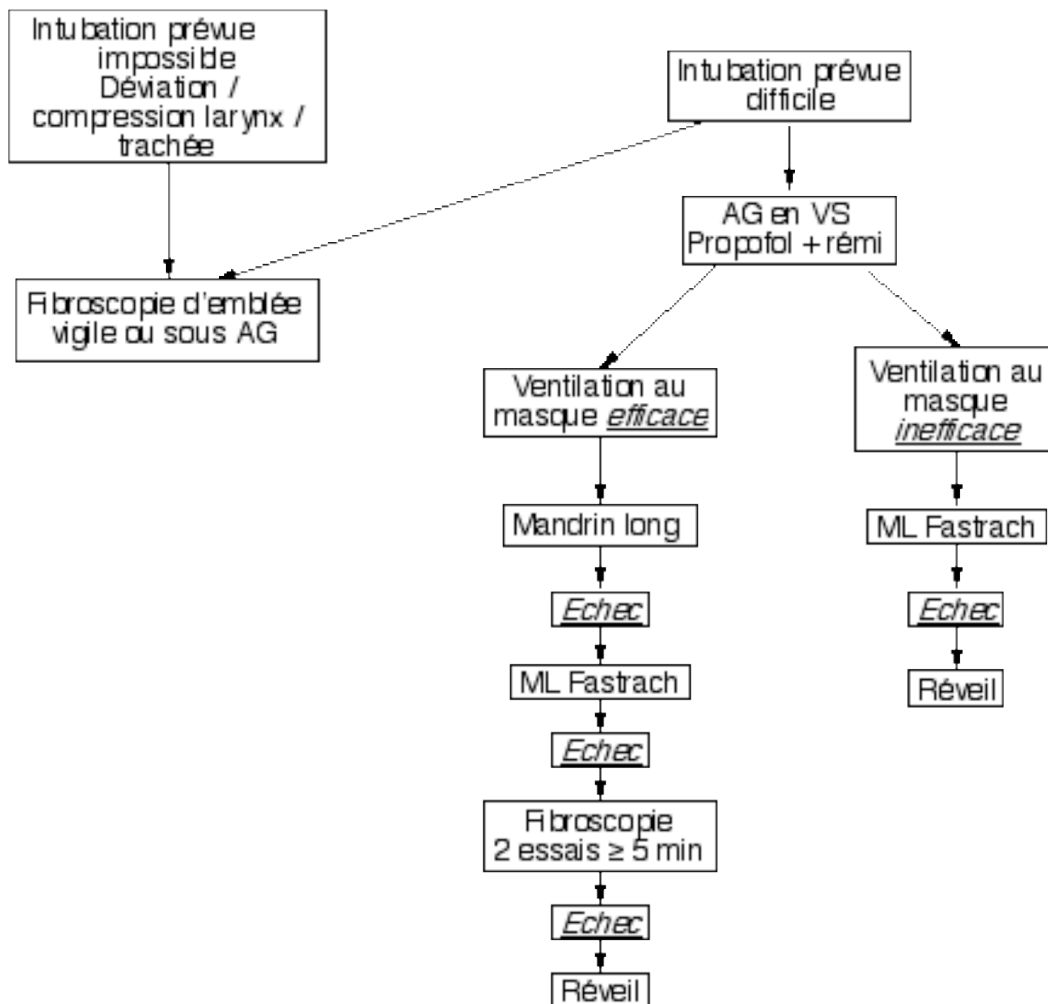 Intubation prévue
impossible
Déviation /
compression larynx /
trachée
Intubation prévue
difficile
AG en VS
Propofol + rémi
Fibroscopie d'emblée
vigile ou sous AG
Ventilation au
masque efficace
Ventilation au
masque
inefficace
Mandrin long
ML Fastrach
Echec
Echec
ML Fastrach
Réveil
Echec
Fibroscopie
2 essais ≥ 5 min
Echec
Réveil